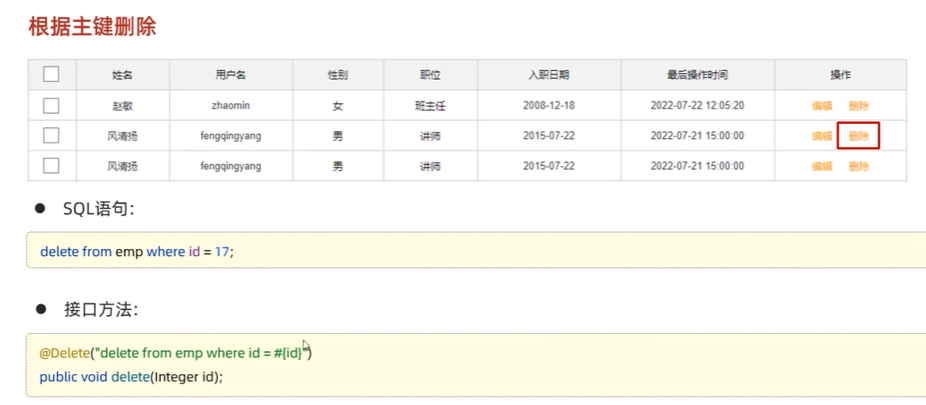 根据主键删除
姓名 用户名 性别 职位 入职日期 最后操作时间 操作
赵敏 zhaomin 女 班主任 2008-12-18 2022-07-22 12:05:20 编辑 删除
风清扬 fengqingyang 男 讲师 2015-07-22 2022-07-21 15:00:00 编辑 删除
风清扬 fengqingyang 男 讲师 2015-07-22 2022-07-21 15:00:00 编辑 删除
● SQL语句：
delete from emp where id = 17;
● 接口方法：
@Delete("delete from emp where id = #{id}")
public void delete(Integer id);